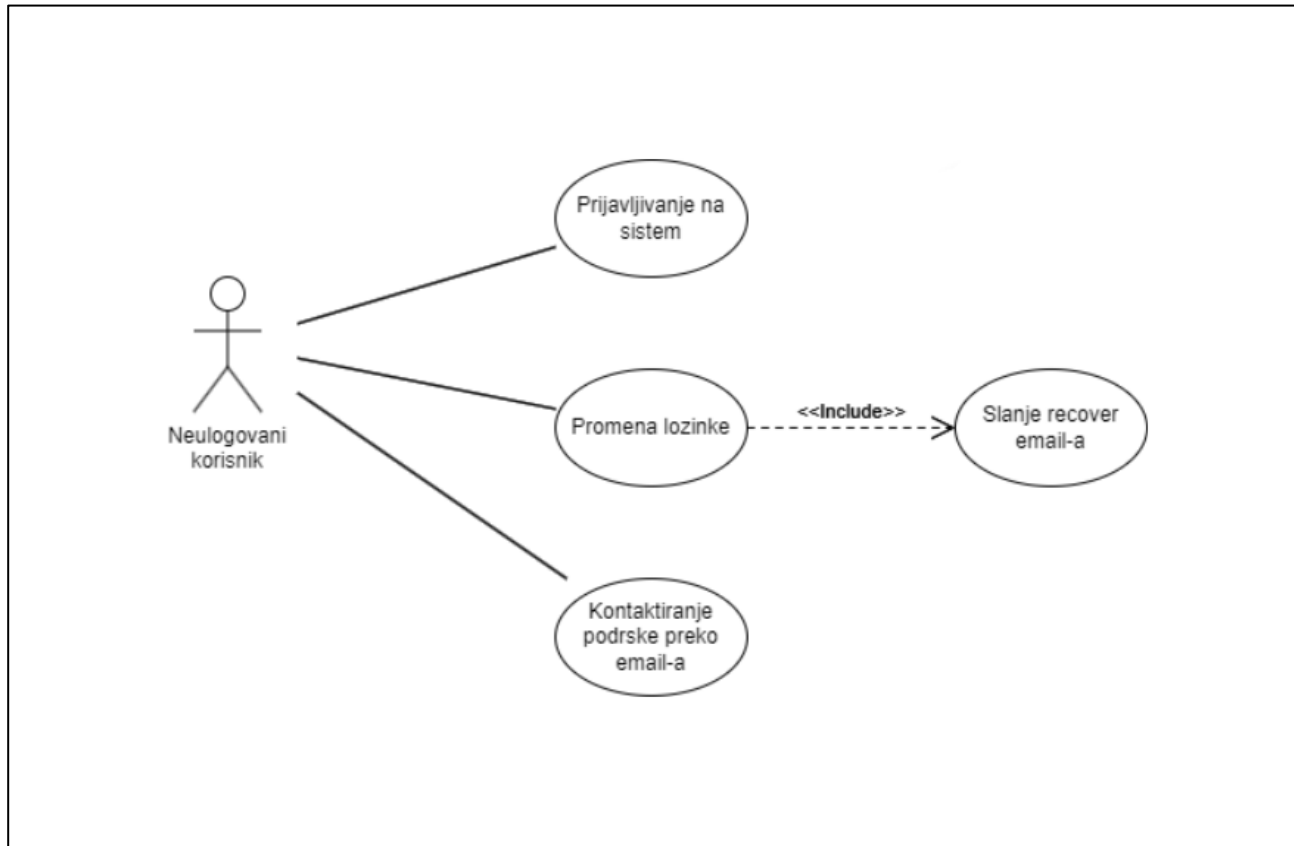 Prijavljivanje na
sistem
Neulogovani
korisnik
Promena lozinke
<<Include>>
Slanje recover
email-a
Kontaktiranje
podrske preko
email-a